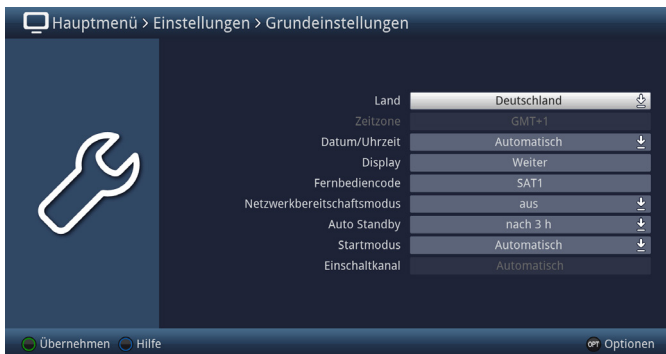 Hauptmenü > Einstellungen > Grundeinstellungen
Land Deutschland
Zeitzone GMT+1
Datum/Uhrzeit Automatisch
Display Weiter
Fernbediencode SAT1
Netzwerkbereitschaftsmodus aus
Auto Standby nach 3 h
Startmodus Automatisch
Einschaltkanal Automatisch
Übernehmen Hilfe OPT Optionen